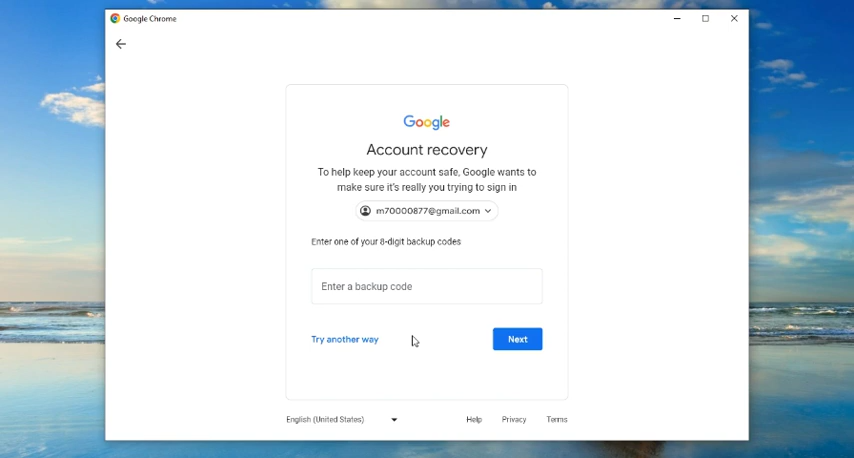 Google Chrome
Google
Account recovery
To help keep your account safe, Google wants to
make sure it's really you trying to sign in
m70000877@gmail.com
Enter one of your 8-digit backup codes
Enter a backup code
Try another way
Next
English (United States)
Help
Privacy
Terms